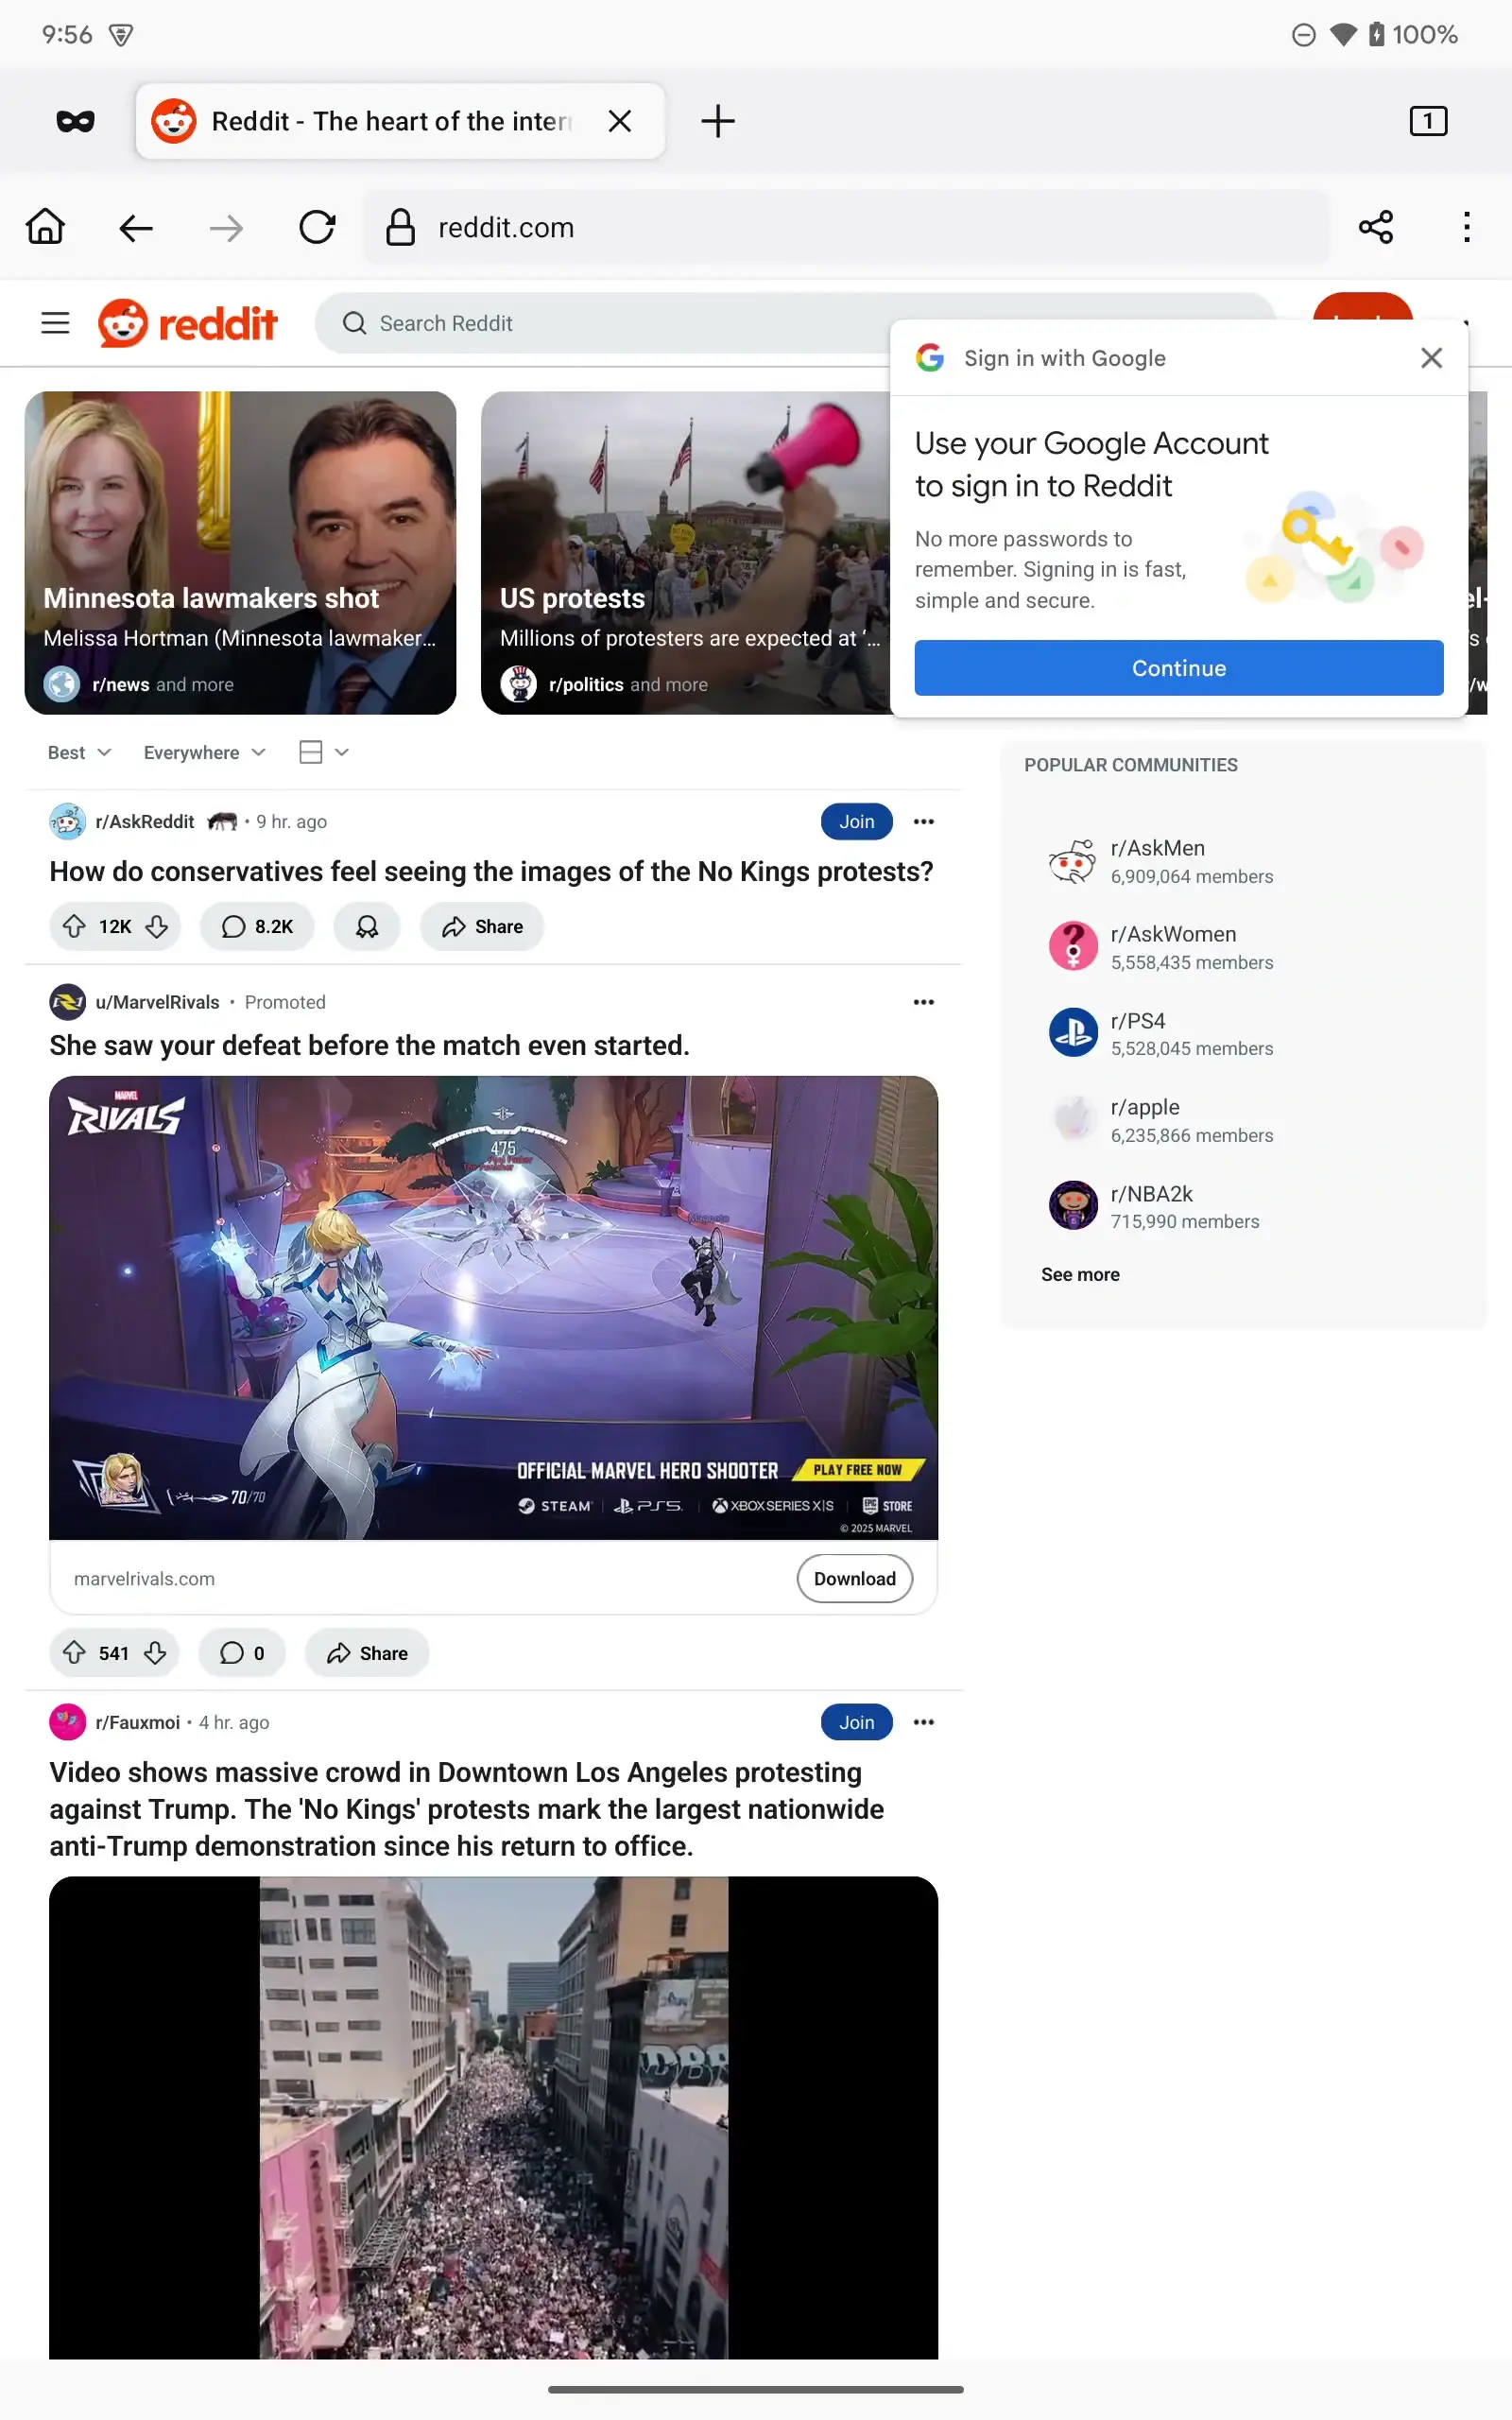 9:56
100%
Reddit - The heart of the inter
1
reddit.com
reddit
Search Reddit
Sign in with Google
Use your Google Account
to sign in to Reddit
No more passwords to
remember. Signing in is fast,
simple and secure.
Continue
Minnesota lawmakers shot
Melissa Hortman (Minnesota lawmaker...
r/news and more
US protests
Millions of protesters are expected at ‘...
r/politics and more
Best
Everywhere
r/AskReddit • 9 hr. ago
Join
How do conservatives feel seeing the images of the No Kings protests?
12K
8.2K
Share
u/MarvelRivals • Promoted
She saw your defeat before the match even started.
MARVEL
RIVALS
475
Magneto
70/70
OFFICIAL MARVEL HERO SHOOTER
PLAY FREE NOW
STEAM
PS5
XBOX SERIES X|S
EPIC STORE
© 2025 MARVEL
marvelrivals.com
Download
541
0
Share
r/Fauxmoi • 4 hr. ago
Join
Video shows massive crowd in Downtown Los Angeles protesting
against Trump. The 'No Kings' protests mark the largest nationwide
anti-Trump demonstration since his return to office.
POPULAR COMMUNITIES
r/AskMen
6,909,064 members
r/AskWomen
5,558,435 members
r/PS4
5,528,045 members
r/apple
6,235,866 members
r/NBA2k
715,990 members
See more